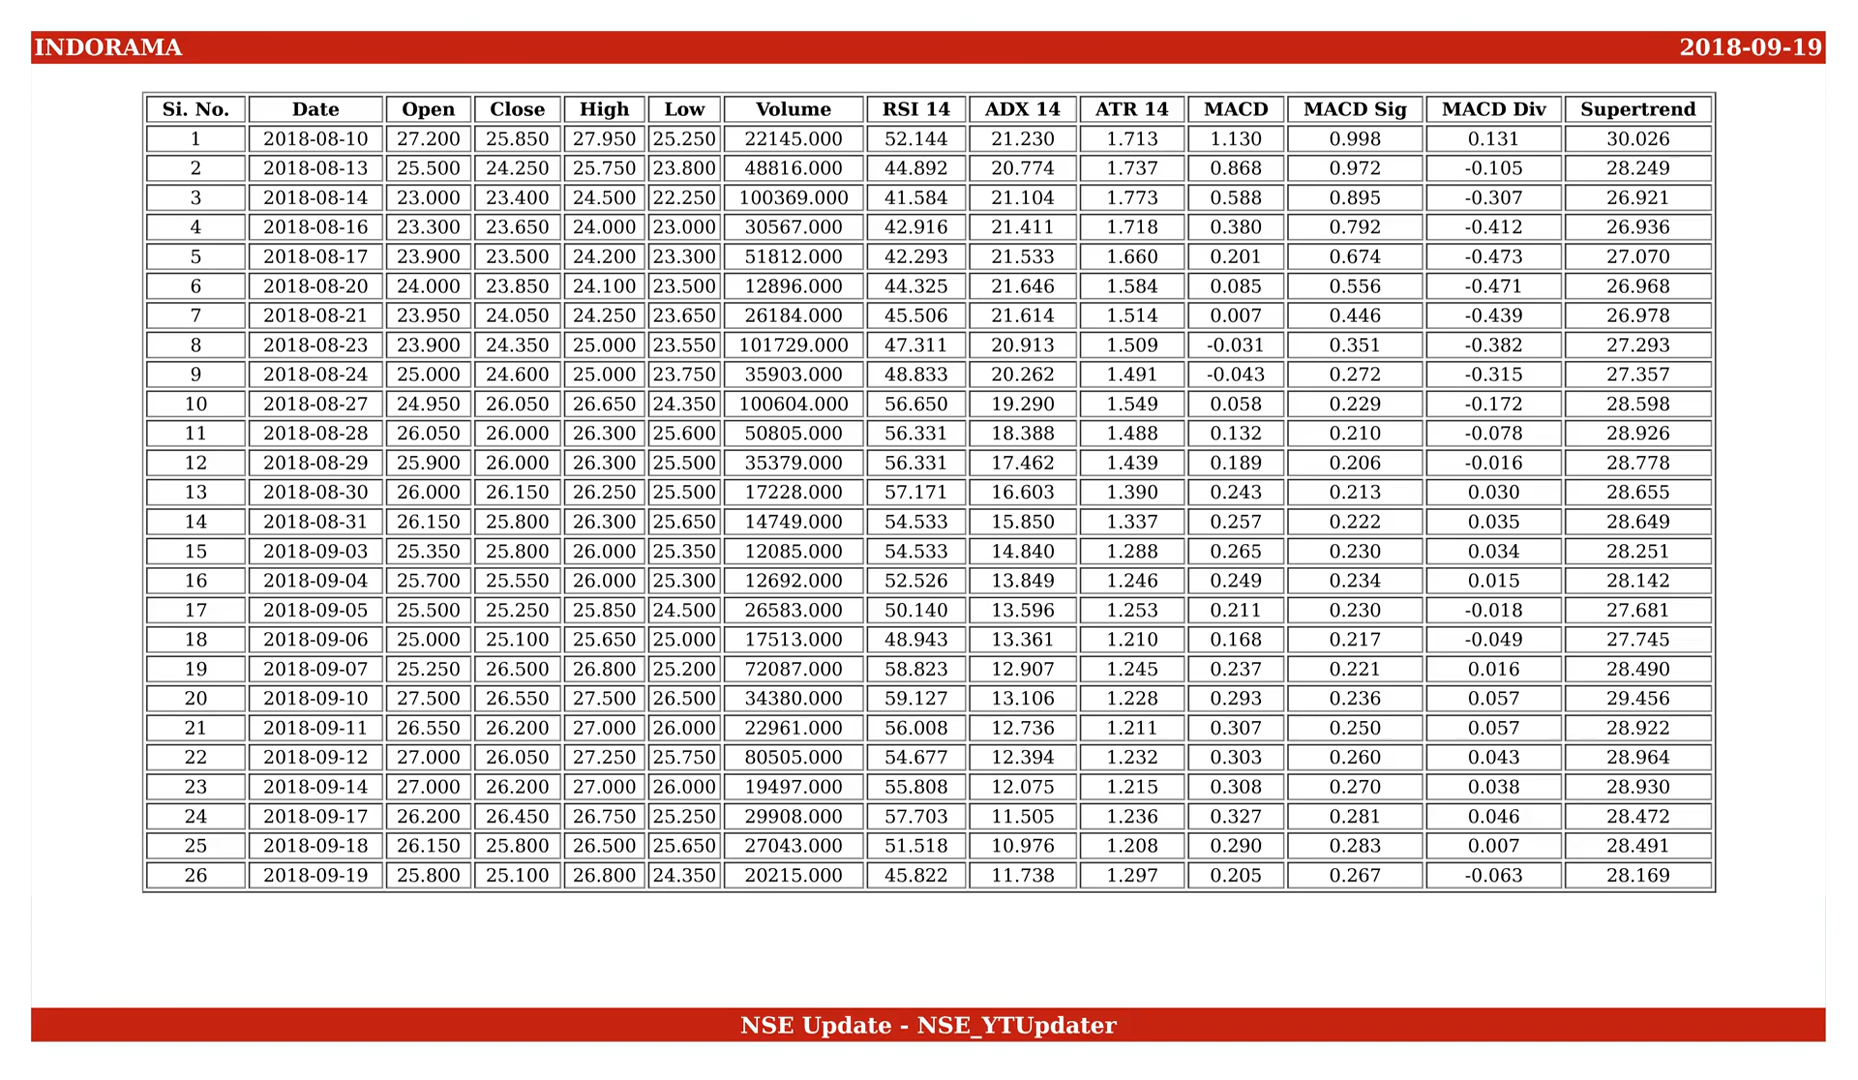 INDORAMA 2018-09-19
Si. No. Date Open Close High Low Volume RSI 14 ADX 14 ATR 14 MACD MACD Sig MACD Div Supertrend
1 2018-08-10 27.200 25.850 27.950 25.250 22145.000 52.144 21.230 1.713 1.130 0.998 0.131 30.026
2 2018-08-13 25.500 24.250 25.750 23.800 48816.000 44.892 20.774 1.737 0.868 0.972 -0.105 28.249
3 2018-08-14 23.000 23.400 24.500 22.250 100369.000 41.584 21.104 1.773 0.588 0.895 -0.307 26.921
4 2018-08-16 23.300 23.650 24.000 23.000 30567.000 42.916 21.411 1.718 0.380 0.792 -0.412 26.936
5 2018-08-17 23.900 23.500 24.200 23.300 51812.000 42.293 21.533 1.660 0.201 0.674 -0.473 27.070
6 2018-08-20 24.000 23.850 24.100 23.500 12896.000 44.325 21.646 1.584 0.085 0.556 -0.471 26.968
7 2018-08-21 23.950 24.050 24.250 23.650 26184.000 45.506 21.614 1.514 0.007 0.446 -0.439 26.978
8 2018-08-23 23.900 24.350 25.000 23.550 101729.000 47.311 20.913 1.509 -0.031 0.351 -0.382 27.293
9 2018-08-24 25.000 24.600 25.000 23.750 35903.000 48.833 20.262 1.491 -0.043 0.272 -0.315 27.357
10 2018-08-27 24.950 26.050 26.650 24.350 100604.000 56.650 19.290 1.549 0.058 0.229 -0.172 28.598
11 2018-08-28 26.050 26.000 26.300 25.600 50805.000 56.331 18.388 1.488 0.132 0.210 -0.078 28.926
12 2018-08-29 25.900 26.000 26.300 25.500 35379.000 56.331 17.462 1.439 0.189 0.206 -0.016 28.778
13 2018-08-30 26.000 26.150 26.250 25.500 17228.000 57.171 16.603 1.390 0.243 0.213 0.030 28.655
14 2018-08-31 26.150 25.800 26.300 25.650 14749.000 54.533 15.850 1.337 0.257 0.222 0.035 28.649
15 2018-09-03 25.350 25.800 26.000 25.350 12085.000 54.533 14.840 1.288 0.265 0.230 0.034 28.251
16 2018-09-04 25.700 25.550 26.000 25.300 12692.000 52.526 13.849 1.246 0.249 0.234 0.015 28.142
17 2018-09-05 25.500 25.250 25.850 24.500 26583.000 50.140 13.596 1.253 0.211 0.230 -0.018 27.681
18 2018-09-06 25.000 25.100 25.650 25.000 17513.000 48.943 13.361 1.210 0.168 0.217 -0.049 27.745
19 2018-09-07 25.250 26.500 26.800 25.200 72087.000 58.823 12.907 1.245 0.237 0.221 0.016 28.490
20 2018-09-10 27.500 26.550 27.500 26.500 34380.000 59.127 13.106 1.228 0.293 0.236 0.057 29.456
21 2018-09-11 26.550 26.200 27.000 26.000 22961.000 56.008 12.736 1.211 0.307 0.250 0.057 28.922
22 2018-09-12 27.000 26.050 27.250 25.750 80505.000 54.677 12.394 1.232 0.303 0.260 0.043 28.964
23 2018-09-14 27.000 26.200 27.000 26.000 19497.000 55.808 12.075 1.215 0.308 0.270 0.038 28.930
24 2018-09-17 26.200 26.450 26.750 25.250 29908.000 57.703 11.505 1.236 0.327 0.281 0.046 28.472
25 2018-09-18 26.150 25.800 26.500 25.650 27043.000 51.518 10.976 1.208 0.290 0.283 0.007 28.491
26 2018-09-19 25.800 25.100 26.800 24.350 20215.000 45.822 11.738 1.297 0.205 0.267 -0.063 28.169
NSE Update - NSE_YTUpdater